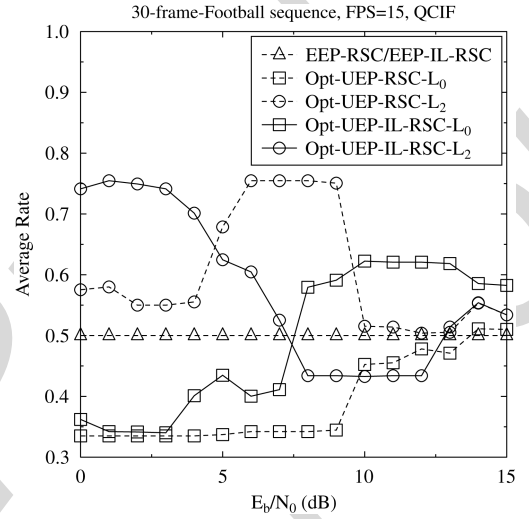 30-frame-Football sequence, FPS=15, QCIF
1.0
0.9
0.8
0.7
0.6
0.5
0.4
0.3
Average Rate
EEP-RSC/EEP-IL-RSC
Opt-UEP-RSC-L₀
Opt-UEP-RSC-L₂
Opt-UEP-IL-RSC-L₀
Opt-UEP-IL-RSC-L₂
0 5 10 15
E_b/N₀ (dB)